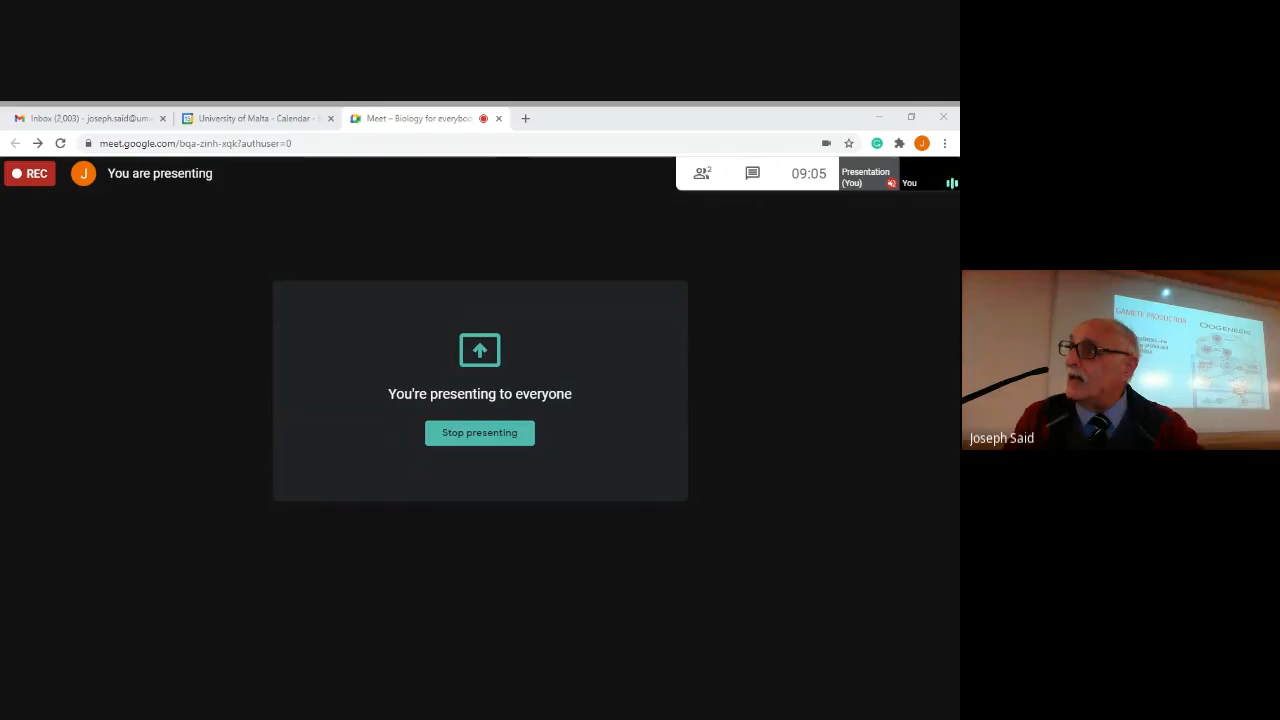 Inbox (2,003) - joseph.said@um.
University of Malta - Calendar -
Meet – Biology for everybod
meet.google.com/bqa-zinh-xqk?authuser=0
J
REC
J
You are presenting
2
09:05
Presentation
(You)
You
You're presenting to everyone
Stop presenting
GAMETE PRODUCTION
OOGENESIS
Joseph Said